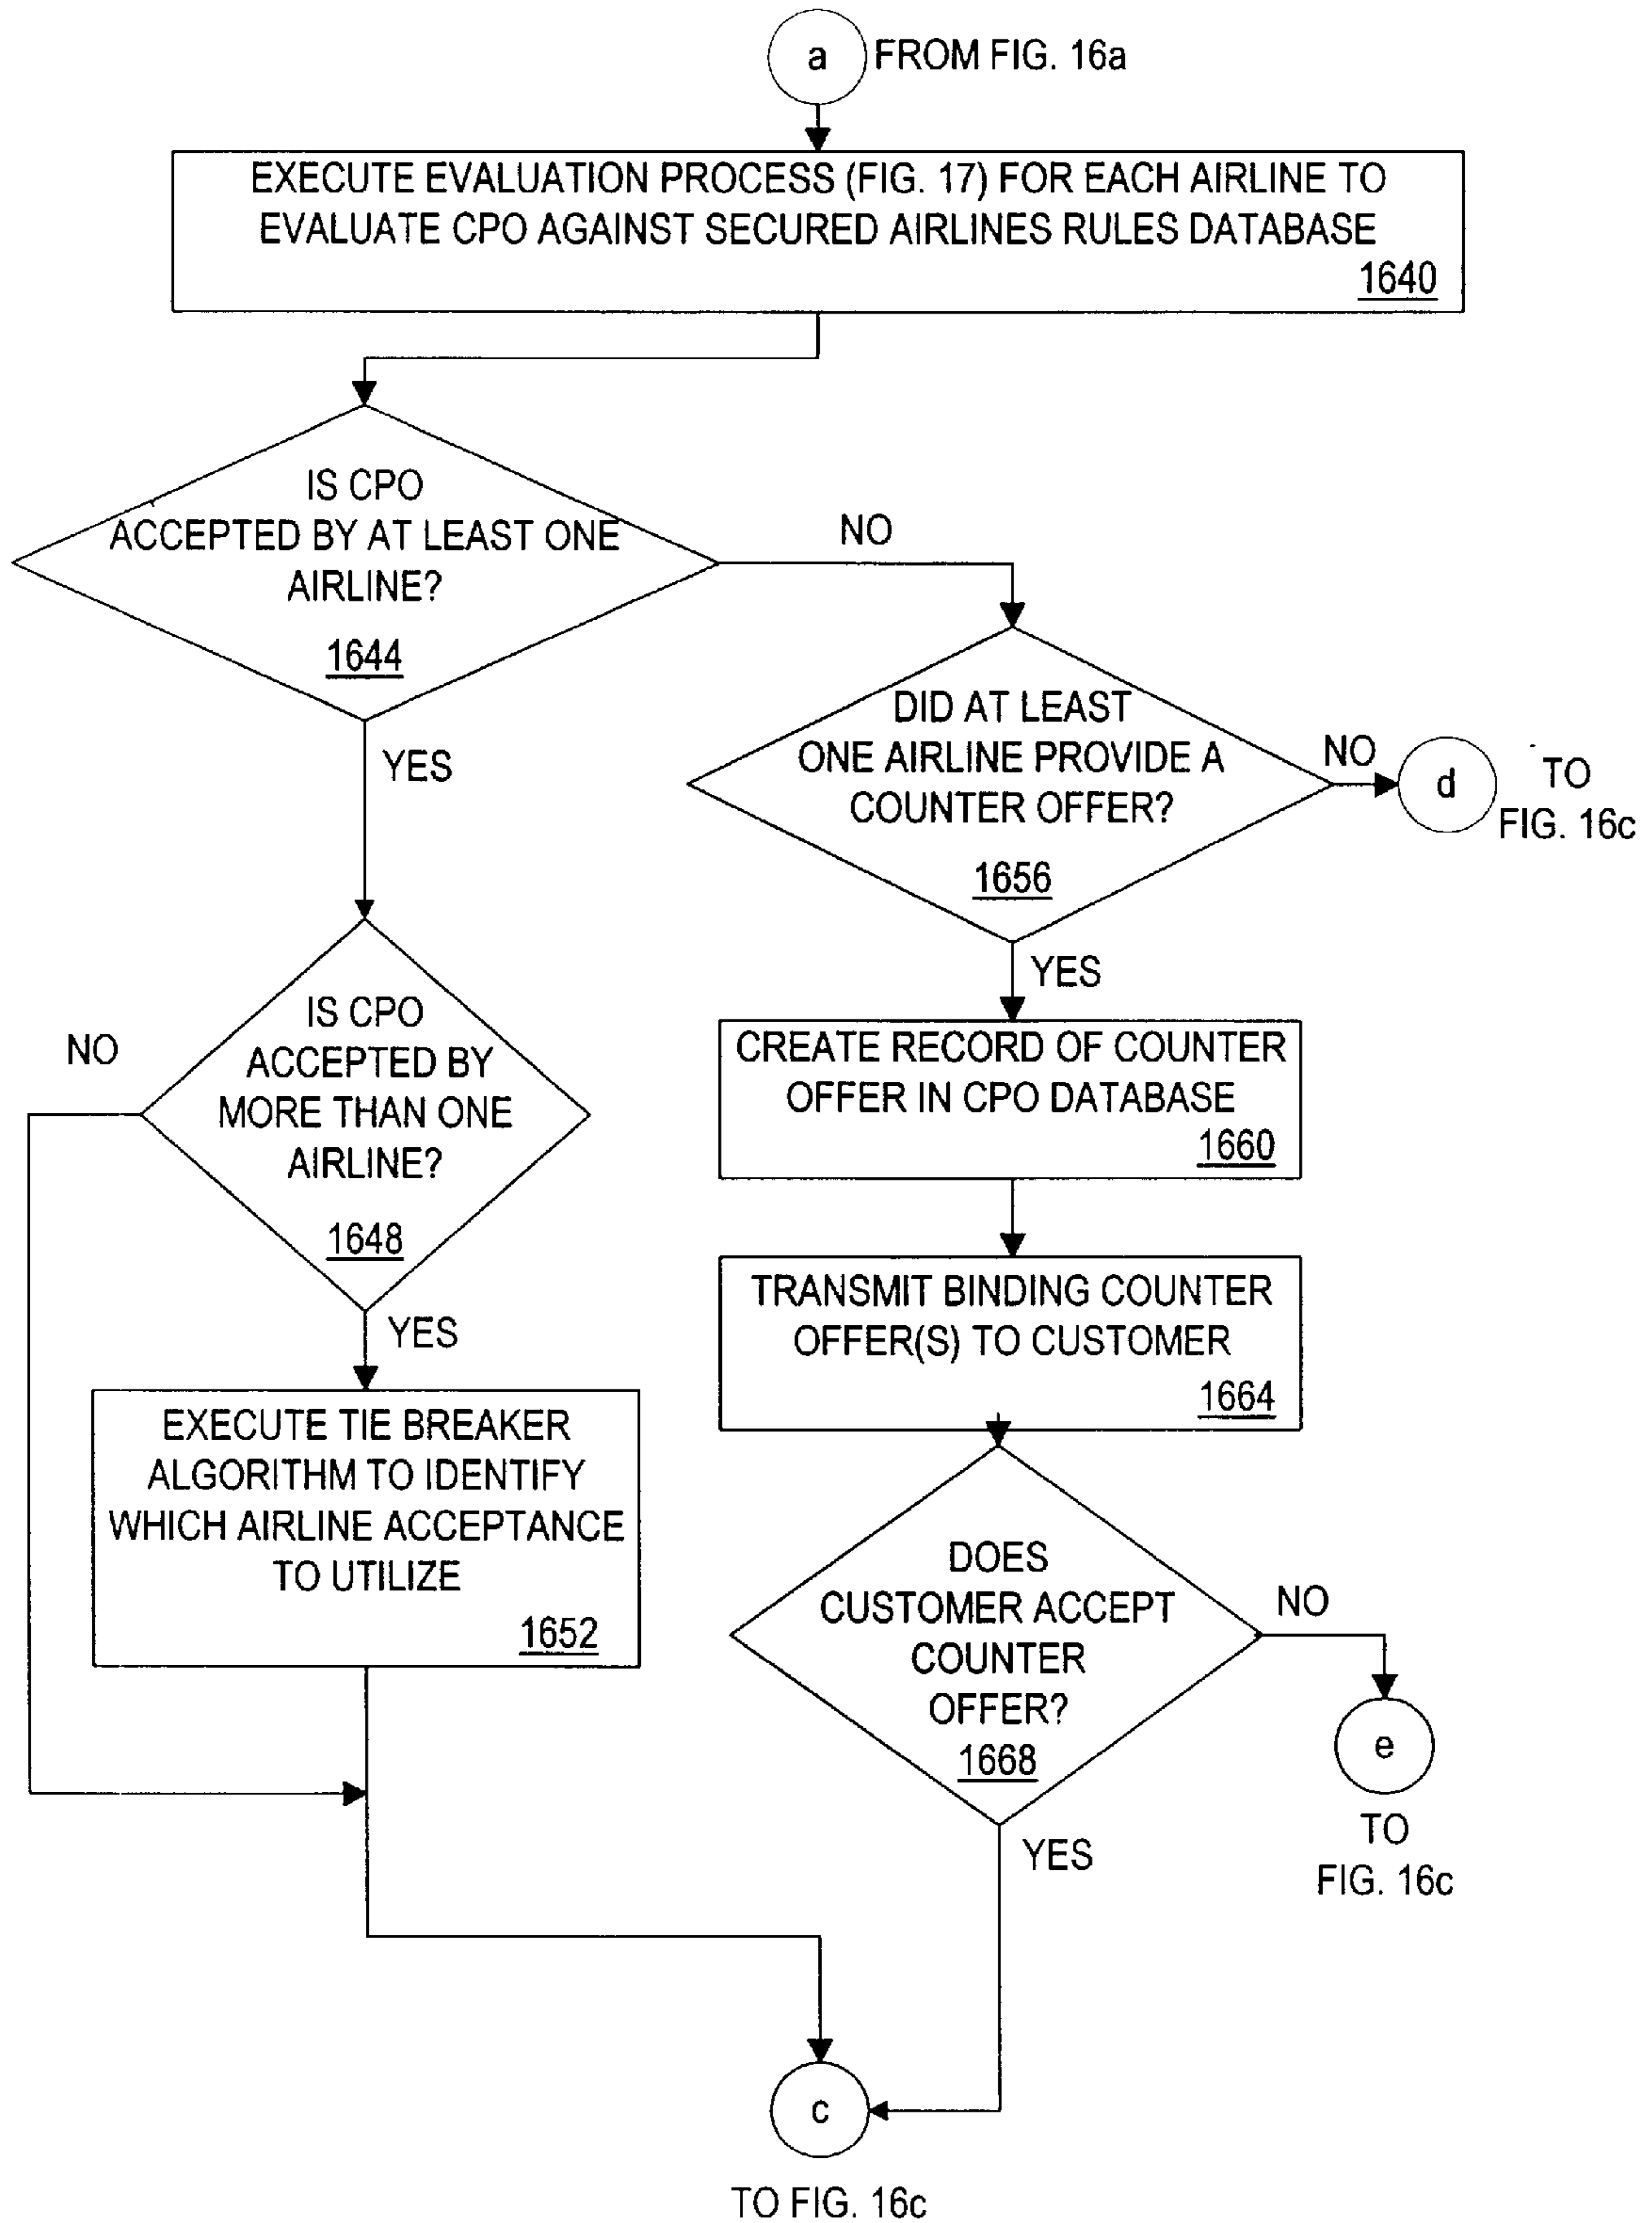 a
FROM FIG. 16a
EXECUTE EVALUATION PROCESS (FIG. 17) FOR EACH AIRLINE TO
EVALUATE CPO AGAINST SECURED AIRLINES RULES DATABASE
1640
IS CPO
ACCEPTED BY AT LEAST ONE
AIRLINE?
1644
NO
YES
DID AT LEAST
ONE AIRLINE PROVIDE A
COUNTER OFFER?
1656
NO
d
TO
FIG. 16c
YES
IS CPO
ACCEPTED BY
MORE THAN ONE
AIRLINE?
1648
NO
YES
CREATE RECORD OF COUNTER
OFFER IN CPO DATABASE
1660
TRANSMIT BINDING COUNTER
OFFER(S) TO CUSTOMER
1664
EXECUTE TIE BREAKER
ALGORITHM TO IDENTIFY
WHICH AIRLINE ACCEPTANCE
TO UTILIZE
1652
DOES
CUSTOMER ACCEPT
COUNTER
OFFER?
1668
NO
e
TO
FIG. 16c
YES
c
TO FIG. 16c